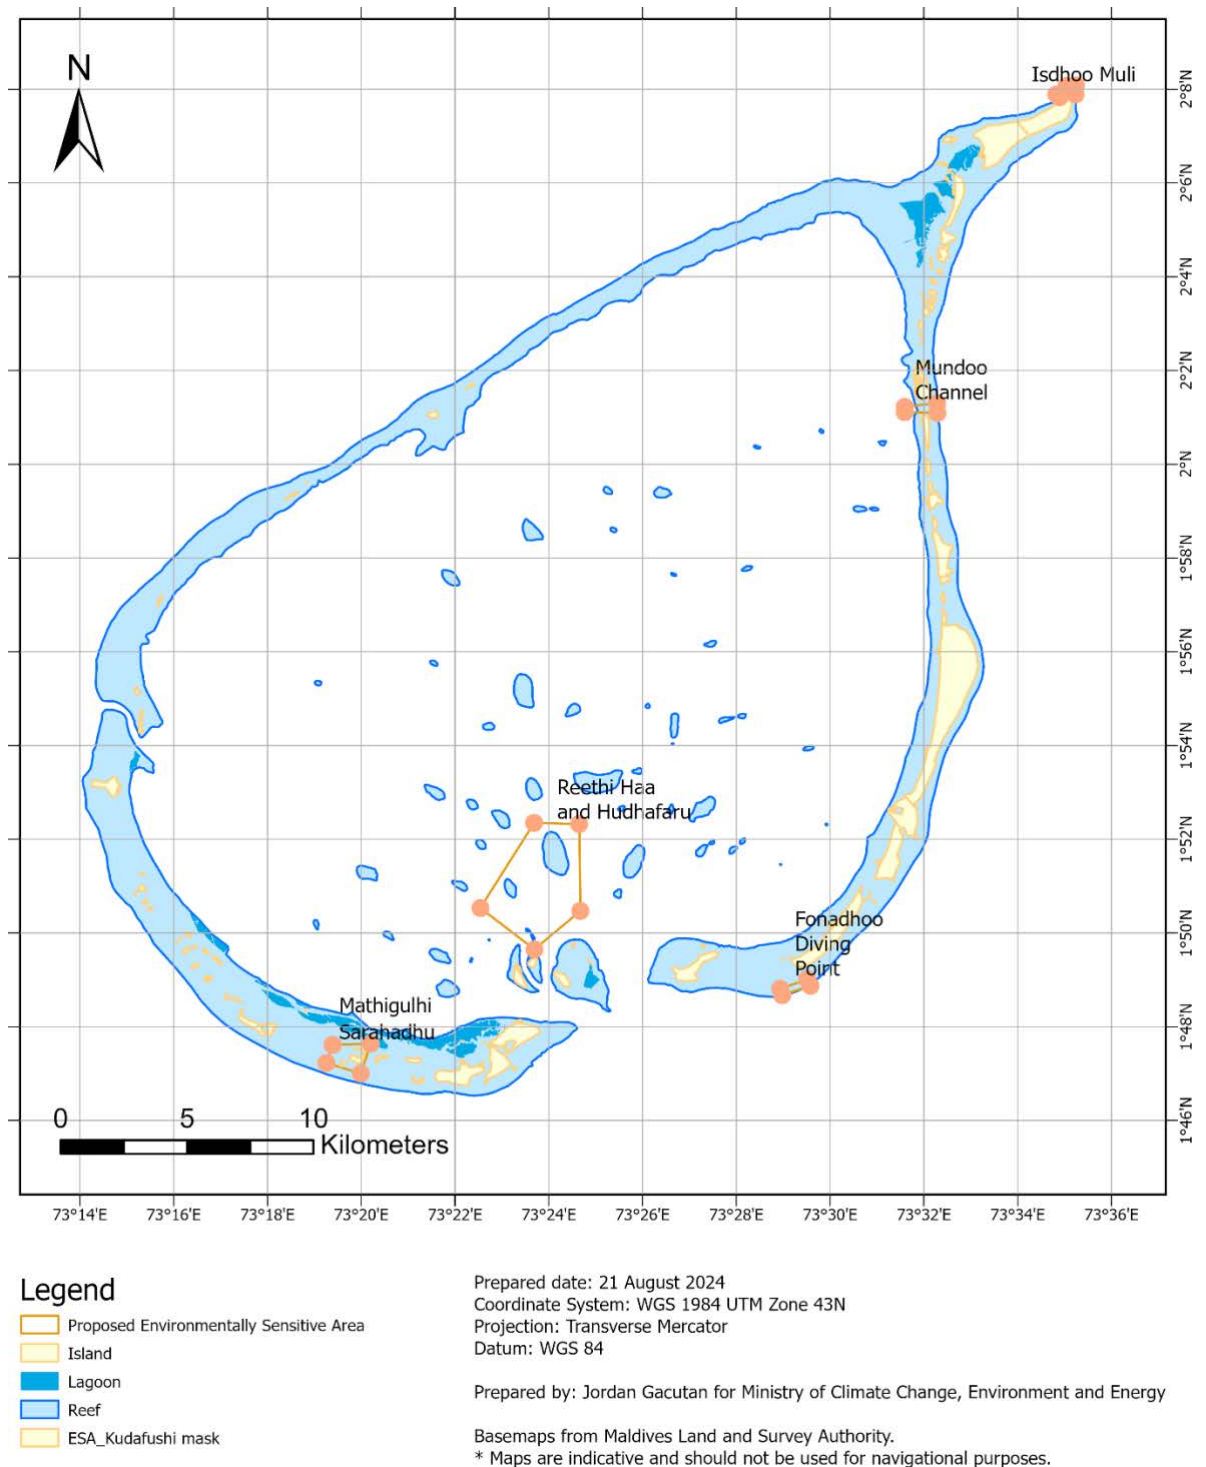 N
Isdhoo Muli
2°8'N
2°6'N
2°4'N
2°2'N
Mundoo
Channel
2°N
1°58'N
1°56'N
1°54'N
Reethi Haa
and Hudhafaru
1°52'N
Fonadhoo
Diving
Point
1°50'N
Mathigulhi
Sarahadhu
1°48'N
1°46'N
0 5 10
Kilometers
73°14'E 73°16'E 73°18'E 73°20'E 73°22'E 73°24'E 73°26'E 73°28'E 73°30'E 73°32'E 73°34'E 73°36'E
Legend
Proposed Environmentally Sensitive Area
Island
Lagoon
Reef
ESA_Kudafushi mask
Prepared date: 21 August 2024
Coordinate System: WGS 1984 UTM Zone 43N
Projection: Transverse Mercator
Datum: WGS 84
Prepared by: Jordan Gacutan for Ministry of Climate Change, Environment and Energy
Basemaps from Maldives Land and Survey Authority.
* Maps are indicative and should not be used for navigational purposes.